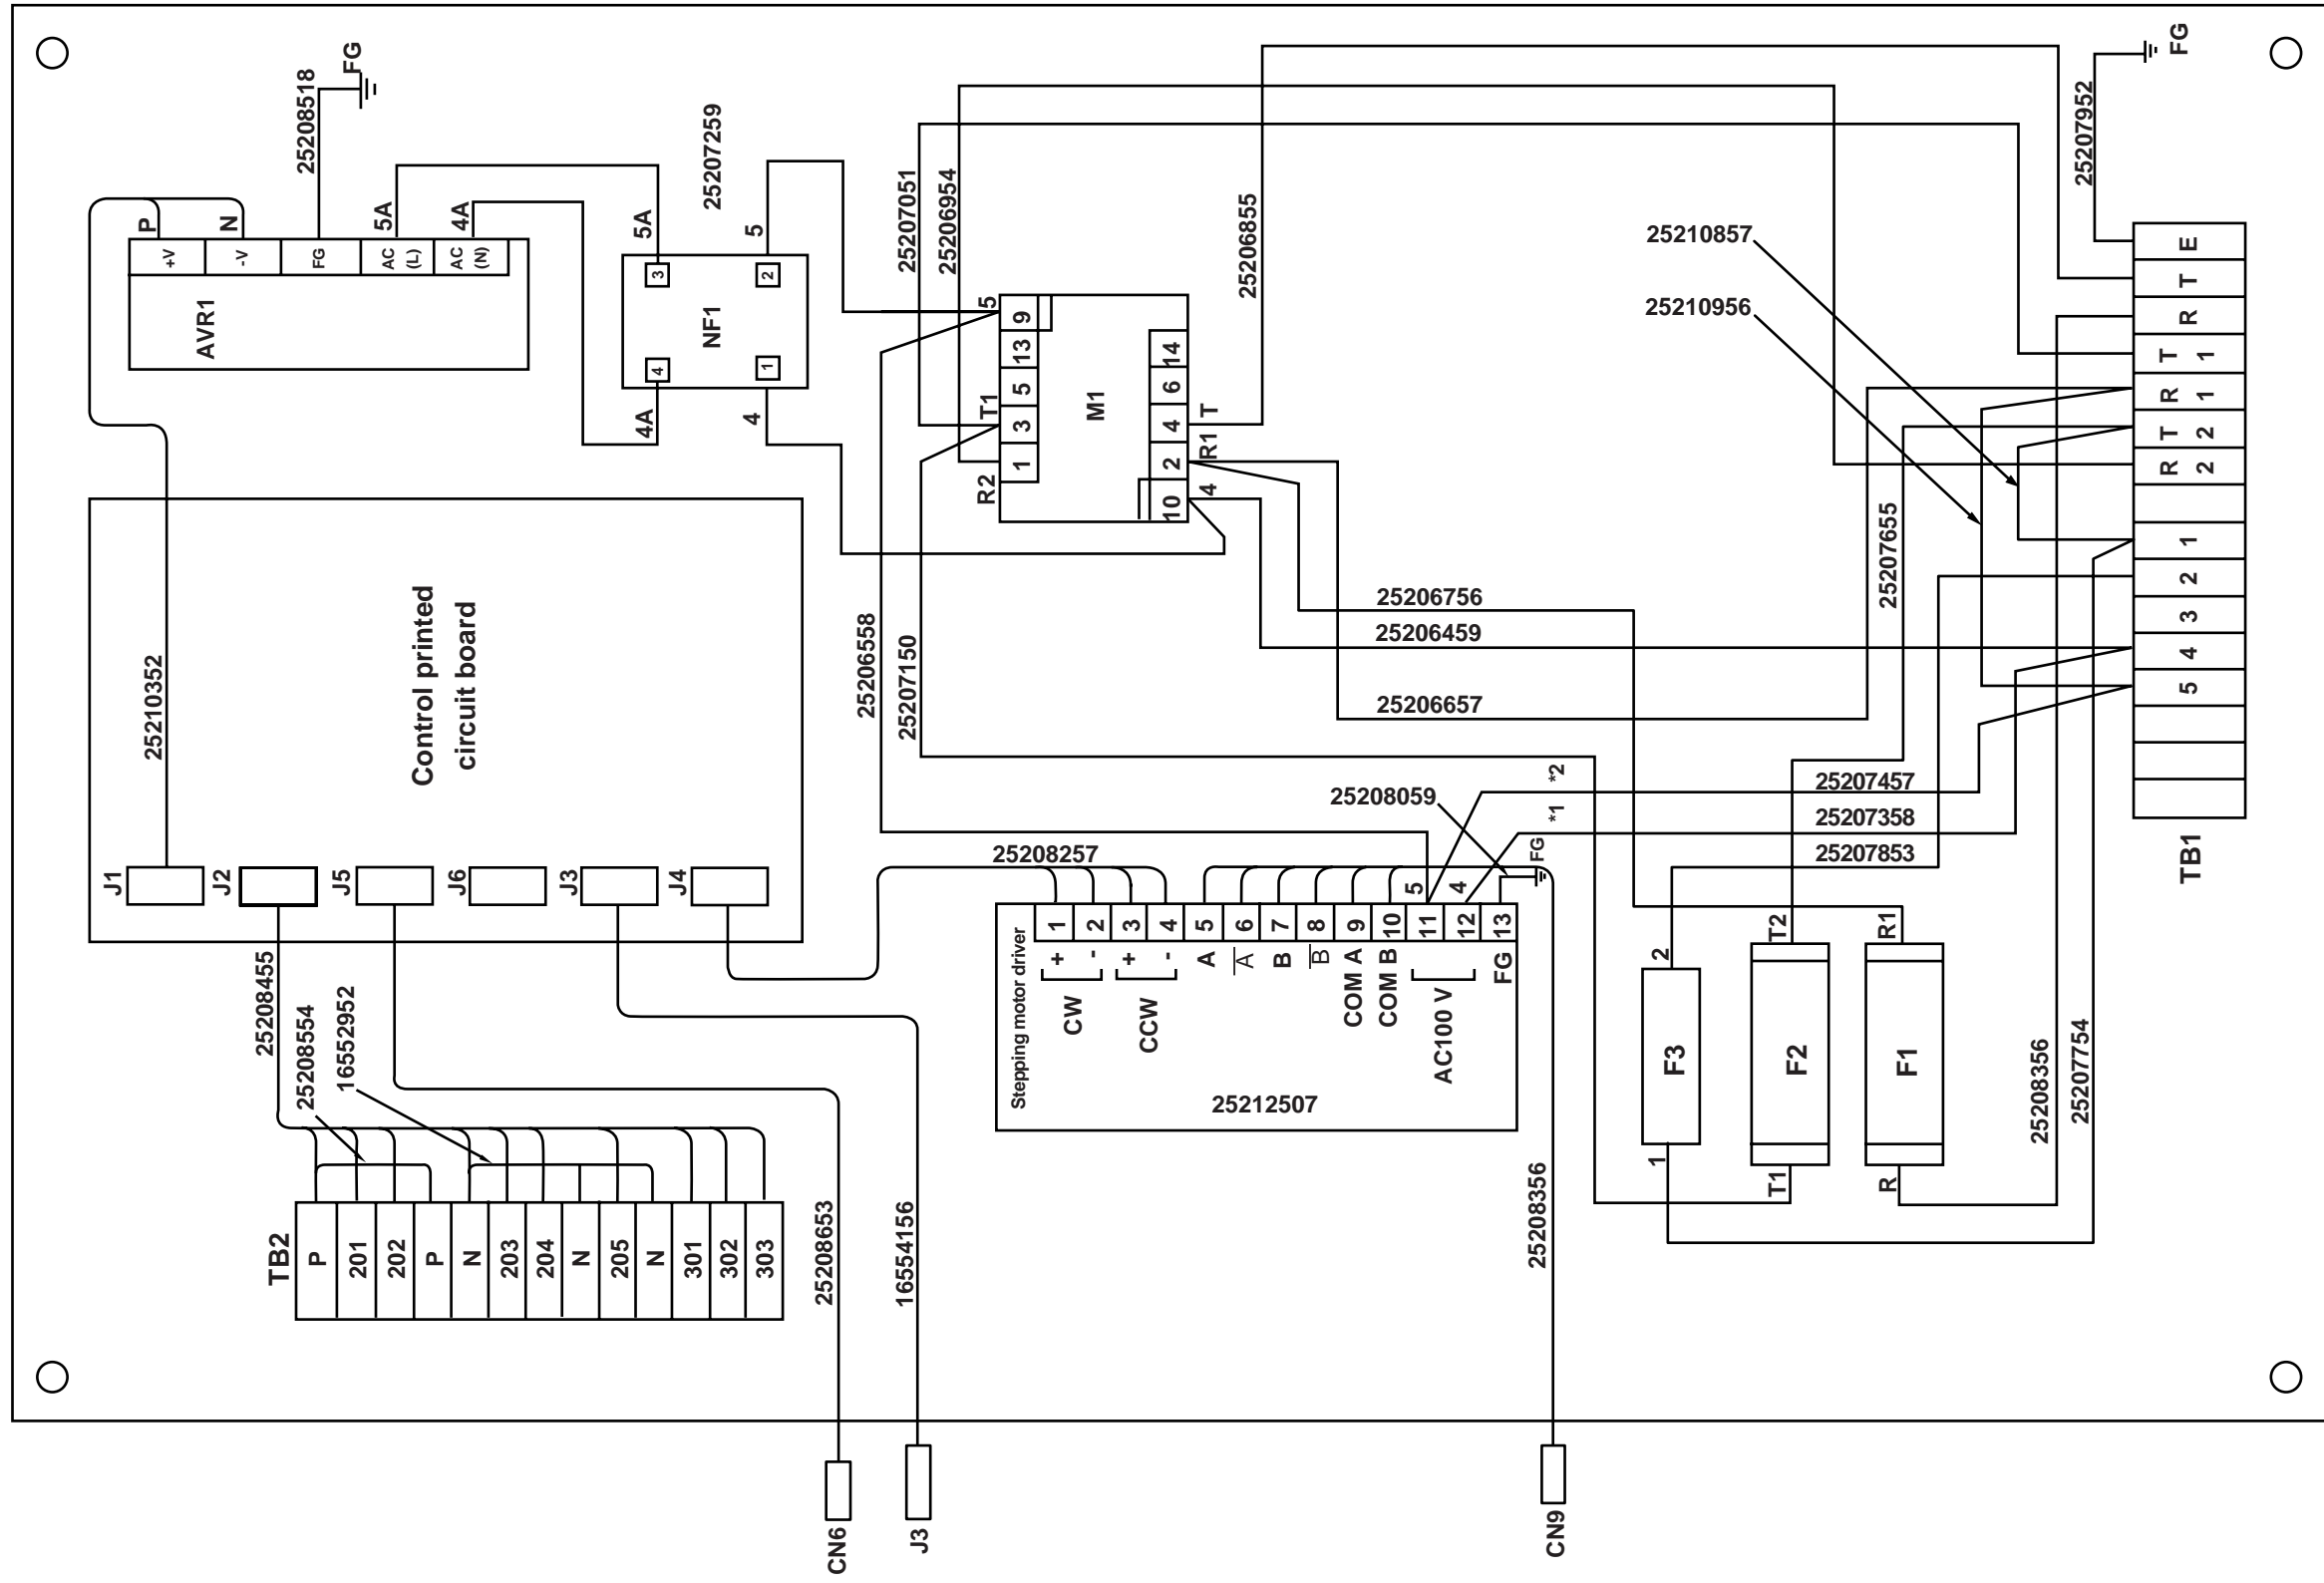 FG
25208518
P
N
5A
4A
+V
-V
FG
AC (L)
AC (N)
AVR1
5A
25207259
5
3
2
NF1
4
1
4A
4
25207051
25206954
25206855
5
9
13
5
3
1
T1
R2
M1
14
6
4
2
10
T
R1
4
25210857
25210956
25207952
FG
E
T
R
T 1
R 1
T 2
R 2
1
2
3
4
5
TB1
Control printed
circuit board
25210352
J1
J2
J5
J6
J3
J4
25206558
25207150
25206756
25206459
25206657
25207655
25208059
*2
*1
25207457
25207358
25207853
25208257
FG
5
4
Stepping motor driver
1
2
3
4
5
6
7
8
9
10
11
12
13
+
-
+
-
A
A
B
B
COM A
COM B
FG
CW
CCW
AC100 V
25212507
25208455
25208554
16552952
TB2
P
201
202
P
N
203
204
N
205
N
301
302
303
25208653
16554156
25208356
2
F3
1
T2
F2
T1
R1
F1
R
25208356
25207754
CN6
J3
CN9